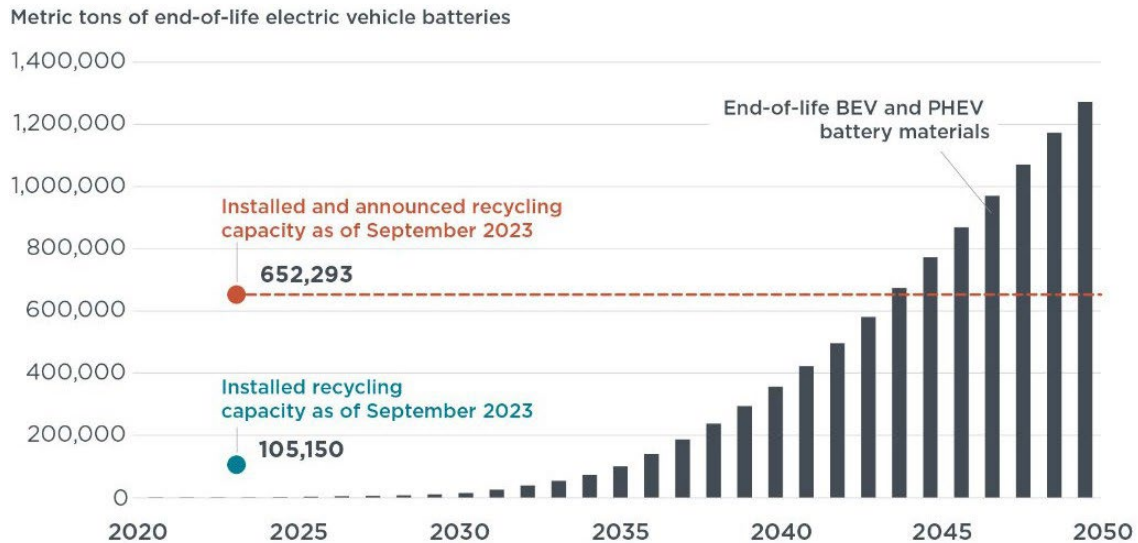 Metric tons of end-of-life electric vehicle batteries
1,400,000
1,200,000
1,000,000
800,000
600,000
400,000
200,000
0
End-of-life BEV and PHEV
battery materials
Installed and announced recycling
capacity as of September 2023
652,293
Installed recycling
capacity as of September 2023
105,150
2020
2025
2030
2035
2040
2045
2050